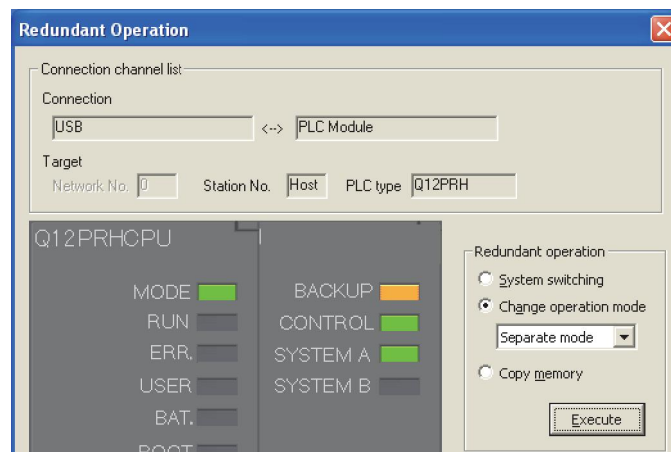 Redundant Operation
Connection channel list
Connection
USB <--> PLC Module
Target
Network No. 0 Station No. Host PLC type Q12PRH
Q12PRHCPU
MODE BACKUP
RUN CONTROL
ERR. SYSTEM A
USER SYSTEM B
BAT.
BOOT
Redundant operation
System switching
Change operation mode
Separate mode
Copy memory
Execute